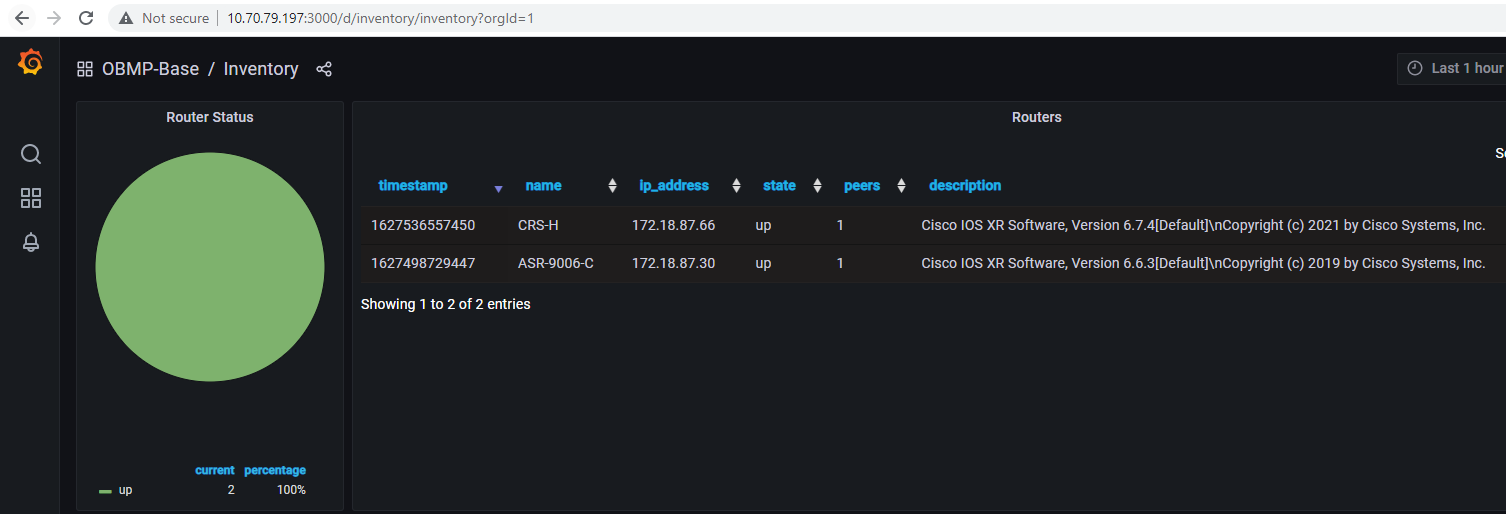 Not secure 10.70.79.197:3000/d/inventory/inventory?orgId=1
OBMP-Base / Inventory
Last 1 hour
Router Status
Routers
timestamp name ip_address state peers description
1627536557450 CRS-H 172.18.87.66 up 1 Cisco IOS XR Software, Version 6.7.4[Default]\nCopyright (c) 2021 by Cisco Systems, Inc.
1627498729447 ASR-9006-C 172.18.87.30 up 1 Cisco IOS XR Software, Version 6.6.3[Default]\nCopyright (c) 2019 by Cisco Systems, Inc.
Showing 1 to 2 of 2 entries
current percentage
up 2 100%